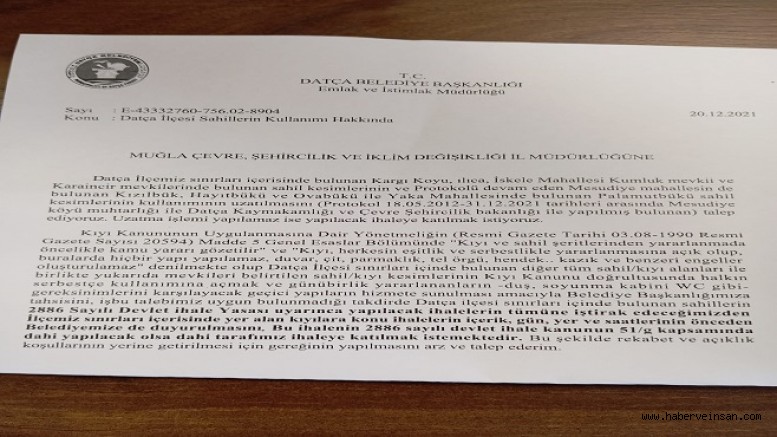 T.C.
DATÇA BELEDİYE BAŞKANLIĞI
Emlak ve İstimlak Müdürlüğü
Sayı : E-43332760-756.02-8904
20.12.2021
Konu : Datça İlçesi Sahillerin Kullanımı Hakkında
MUĞLA ÇEVRE, ŞEHİRCİLİK VE İKLİM DEĞİŞİKLİĞİ İL MÜDÜRLÜĞÜNE
Datça İlçemiz sınırları içerisinde bulunan Kargı Koyu, ılıca, İskele Mahallesi Kumluk mevkii ve
Karaincir mevkilerinde bulunan sahil kesimlerinin ve Protokolü devam eden Mesudiye mahallesin de
bulunan Kızılbük, Hayıtbükü ve Ovabükü ile Yaka Mahallesinde bulunan Palamutbükü sahil
kesimlerinin kullanımının uzatmasını (Protokol 18.05.2012-31.12.2021 tarihleri arasında Mesudiye
köyü muhtarlığı ile Datça Kaymakamlığı ve Çevre Şehircilik bakanlığı ile yapılmış bulunan) talep
ediyoruz. Uzatma işlemi yapılamaz ise yapılacak ihaleye katılmak istiyoruz.
Kıyı Kanununun Uygulanmasına Dair Yönetmeliğin (Resmi Gazete Tarihi 03.08-1990 Resmi
Gazete Sayısı 20594) Madde 5 Genel Esaslar Bölümünde "Kıyı ve sahil şeritlerinden yararlanmada
öncelikle kamu yararı gözetilir" ve "Kıyı, herkesin eşitlik ve serbestlikle yararlanmasına açık olup,
buralarda hiçbir yapı yapılamaz, duvar, çit, parmaklık, tel örgü, hendek.. kazık ve benzeri engeller
oluşturulamaz" denilmekte olup Datça İlçesi sınırları içinde bulunan diğer tüm sahil/kıyı alanları ile
birlikte yukarıda mevkileri belirtilen sahil/kıyı kesimlerinin Kıyı Kanunu doğrultusunda halkın
serbestçe kullanımına açmak ve günübirlik yararlananların -duş, soyunma kabini WC gibi-
gereksinimlerini karşılayacak geçici yapıların hizmete sunulması amacıyla Belediye Başkanlığımıza
tahsisini, işbu talebimiz uygun bulunmadığı takdirde Datça ilçesi sınırları içinde bulunan sahillerin
2886 Sayılı Devlet ihale Yasası uyarınca yapılacak ihalelerin tümüne iştirak edeceğimizden
İlçemiz sınırları içerisinde yer alan kıyılara konu ihalelerin içerik, gün, yer ve saatlerinin önceden
Belediyemize de duyurulmasını, Bu ihalenin 2886 sayılı devlet ihale kanunun 51/g kapsamında
dahi yapılacak olsa dahi tarafımız ihaleye katılmak istemektedir. Bu şekilde rekabet ve açıklık
koşullarının yerine getirilmesi için gereğinin yapılmasını arz ve talep ederim.
www.haberveinsan.com